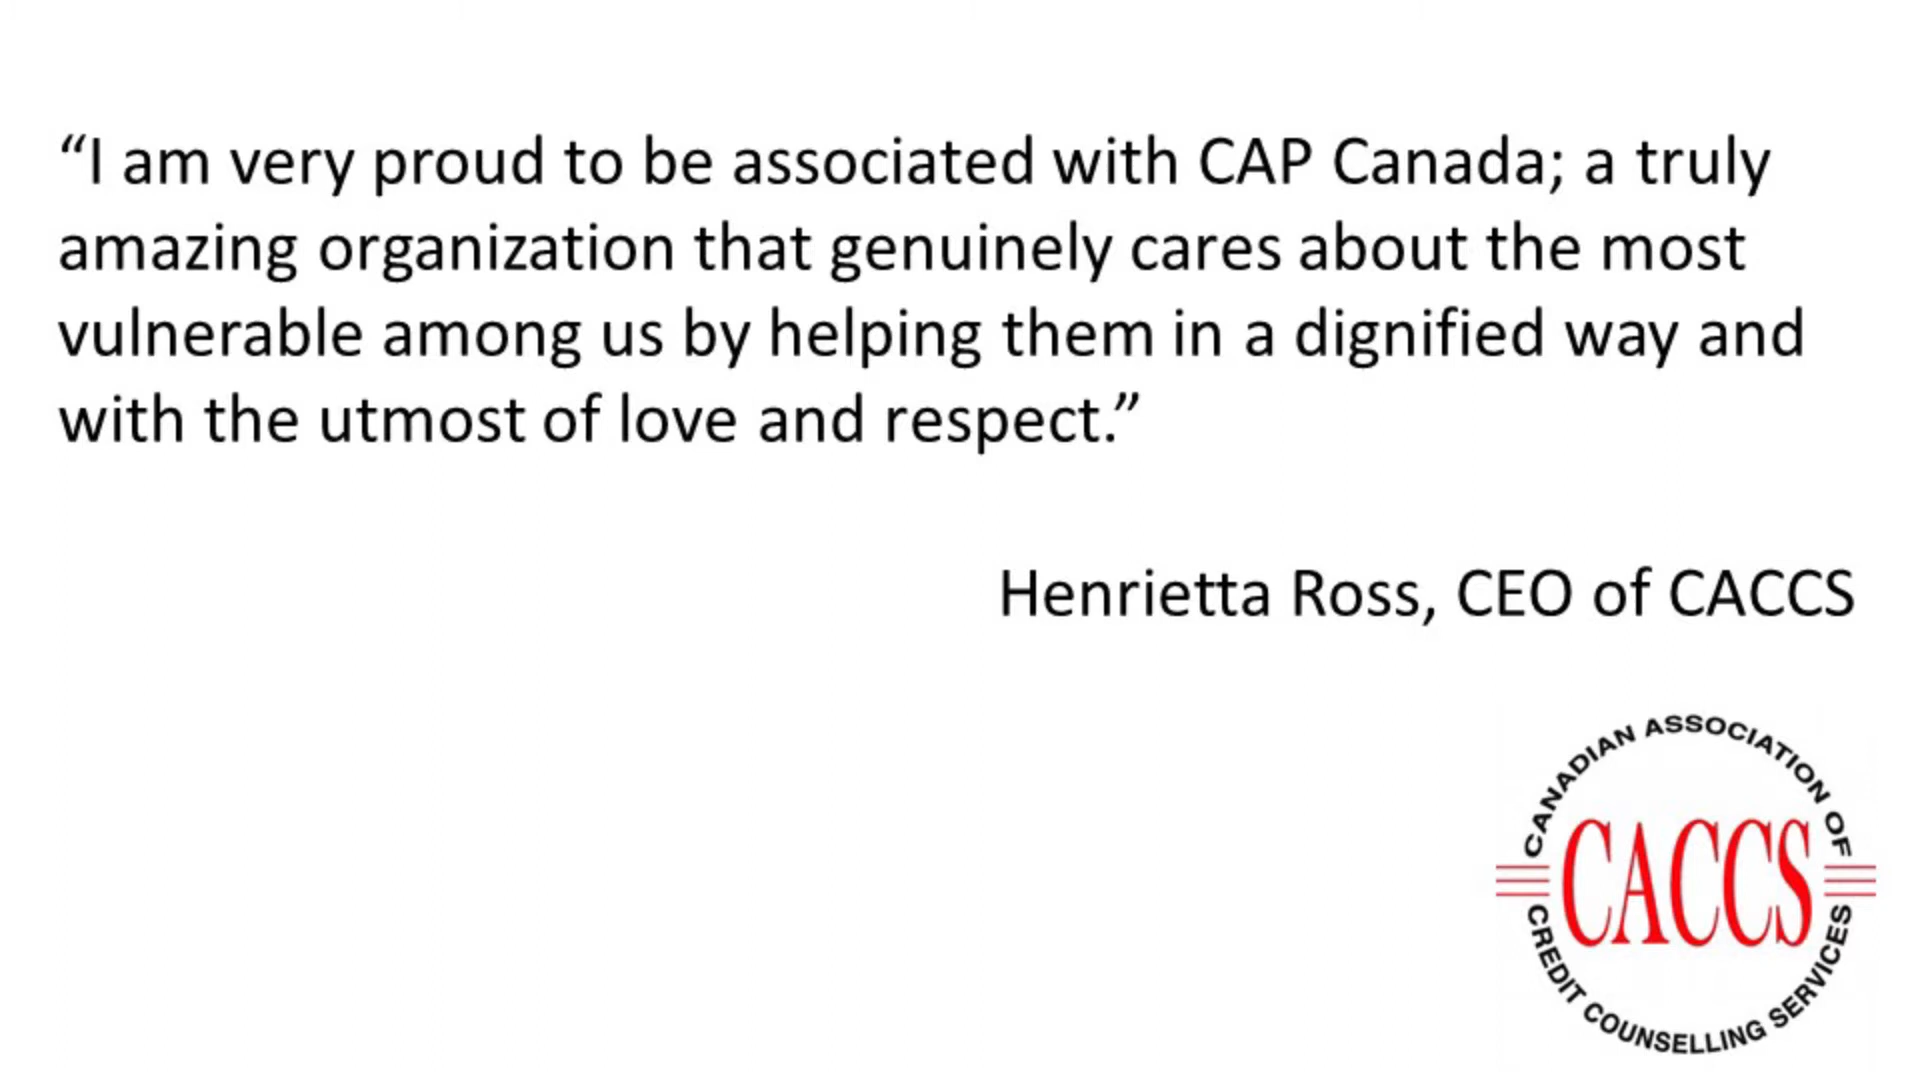 “I am very proud to be associated with CAP Canada; a truly
amazing organization that genuinely cares about the most
vulnerable among us by helping them in a dignified way and
with the utmost of love and respect.”
Henrietta Ross, CEO of CACCS
CANADIAN ASSOCIATION OF
CACCS
CREDIT COUNSELLING SERVICES